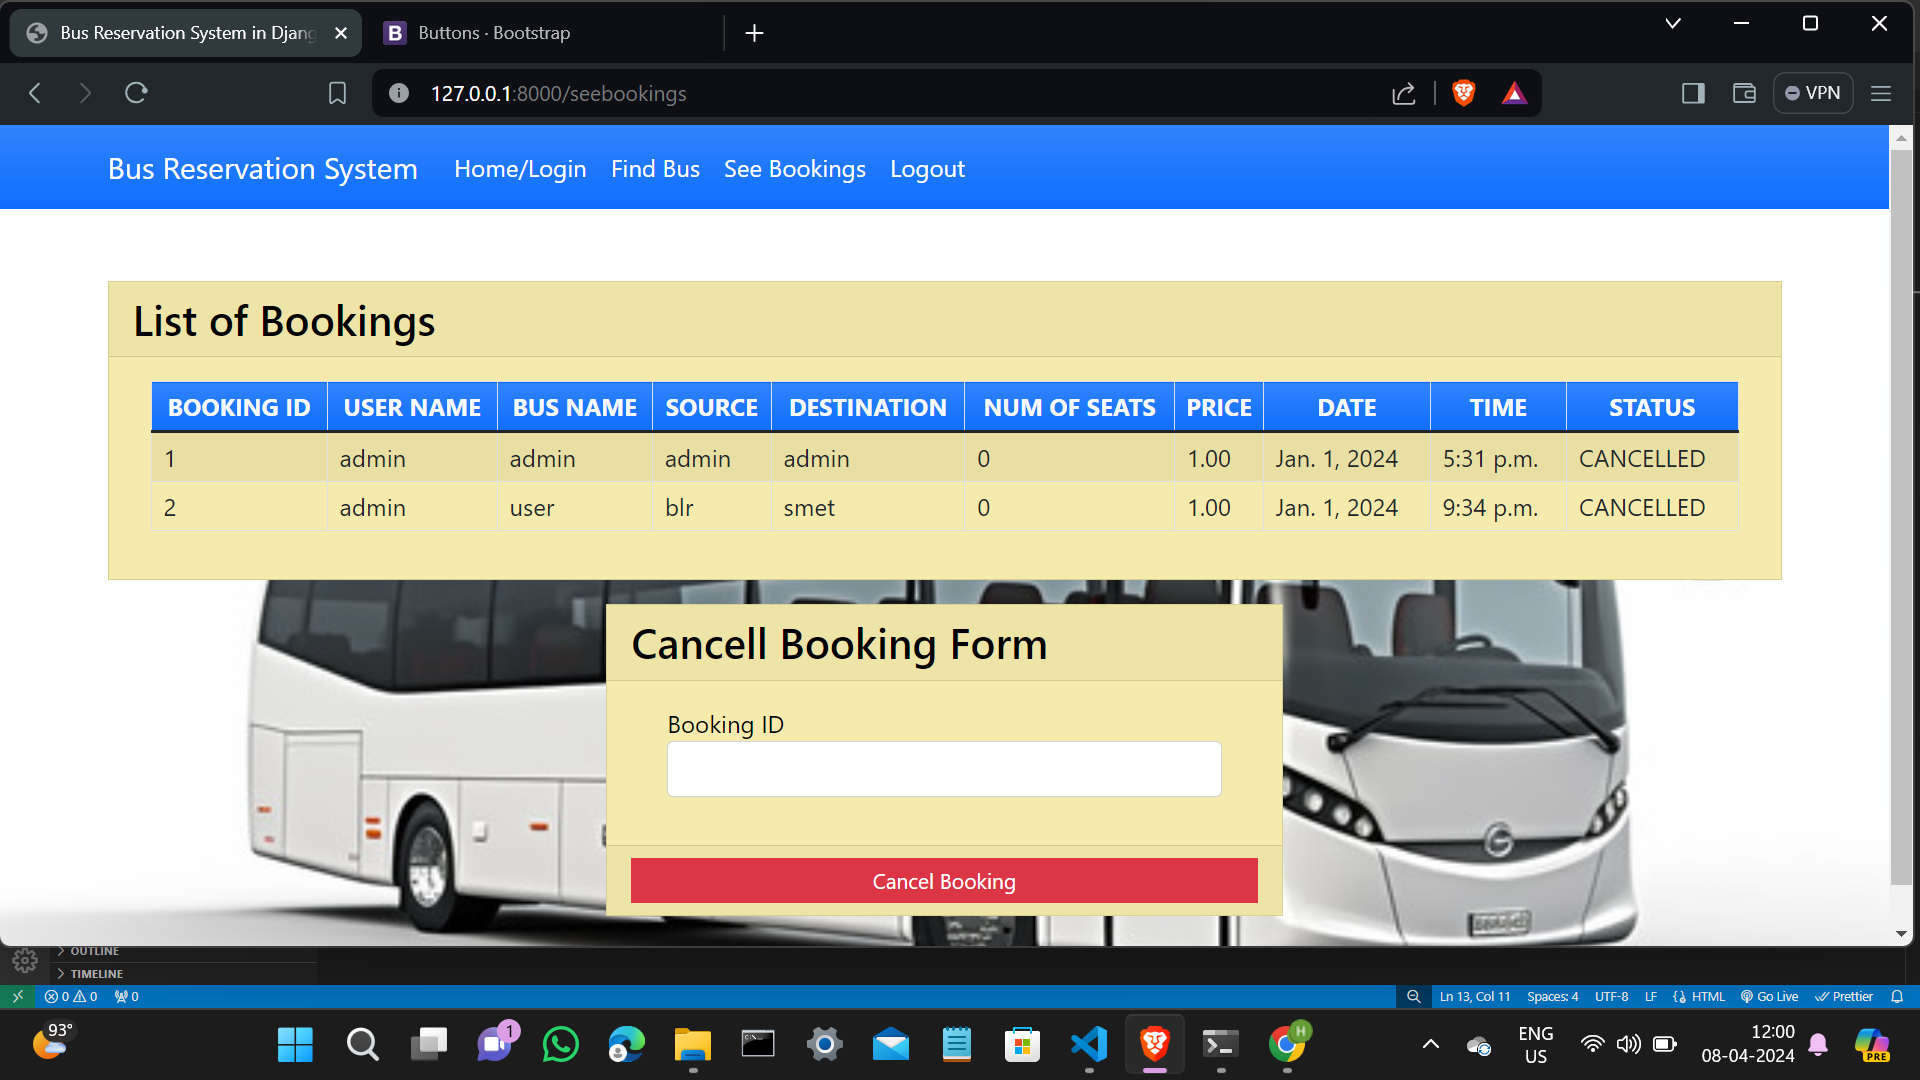 Bus Reservation System in Djang
Buttons · Bootstrap
127.0.0.1:8000/seebookings
VPN
Bus Reservation System Home/Login Find Bus See Bookings Logout
List of Bookings
BOOKING ID USER NAME BUS NAME SOURCE DESTINATION NUM OF SEATS PRICE DATE TIME STATUS
1 admin admin admin admin 0 1.00 Jan. 1, 2024 5:31 p.m. CANCELLED
2 admin user blr smet 0 1.00 Jan. 1, 2024 9:34 p.m. CANCELLED
Cancell Booking Form
Booking ID
Cancel Booking
OUTLINE
TIMELINE
0 0 0 Ln 13, Col 11 Spaces: 4 UTF-8 LF HTML Go Live Prettier
93°
1
H
ENG
US
12:00
08-04-2024
PRE